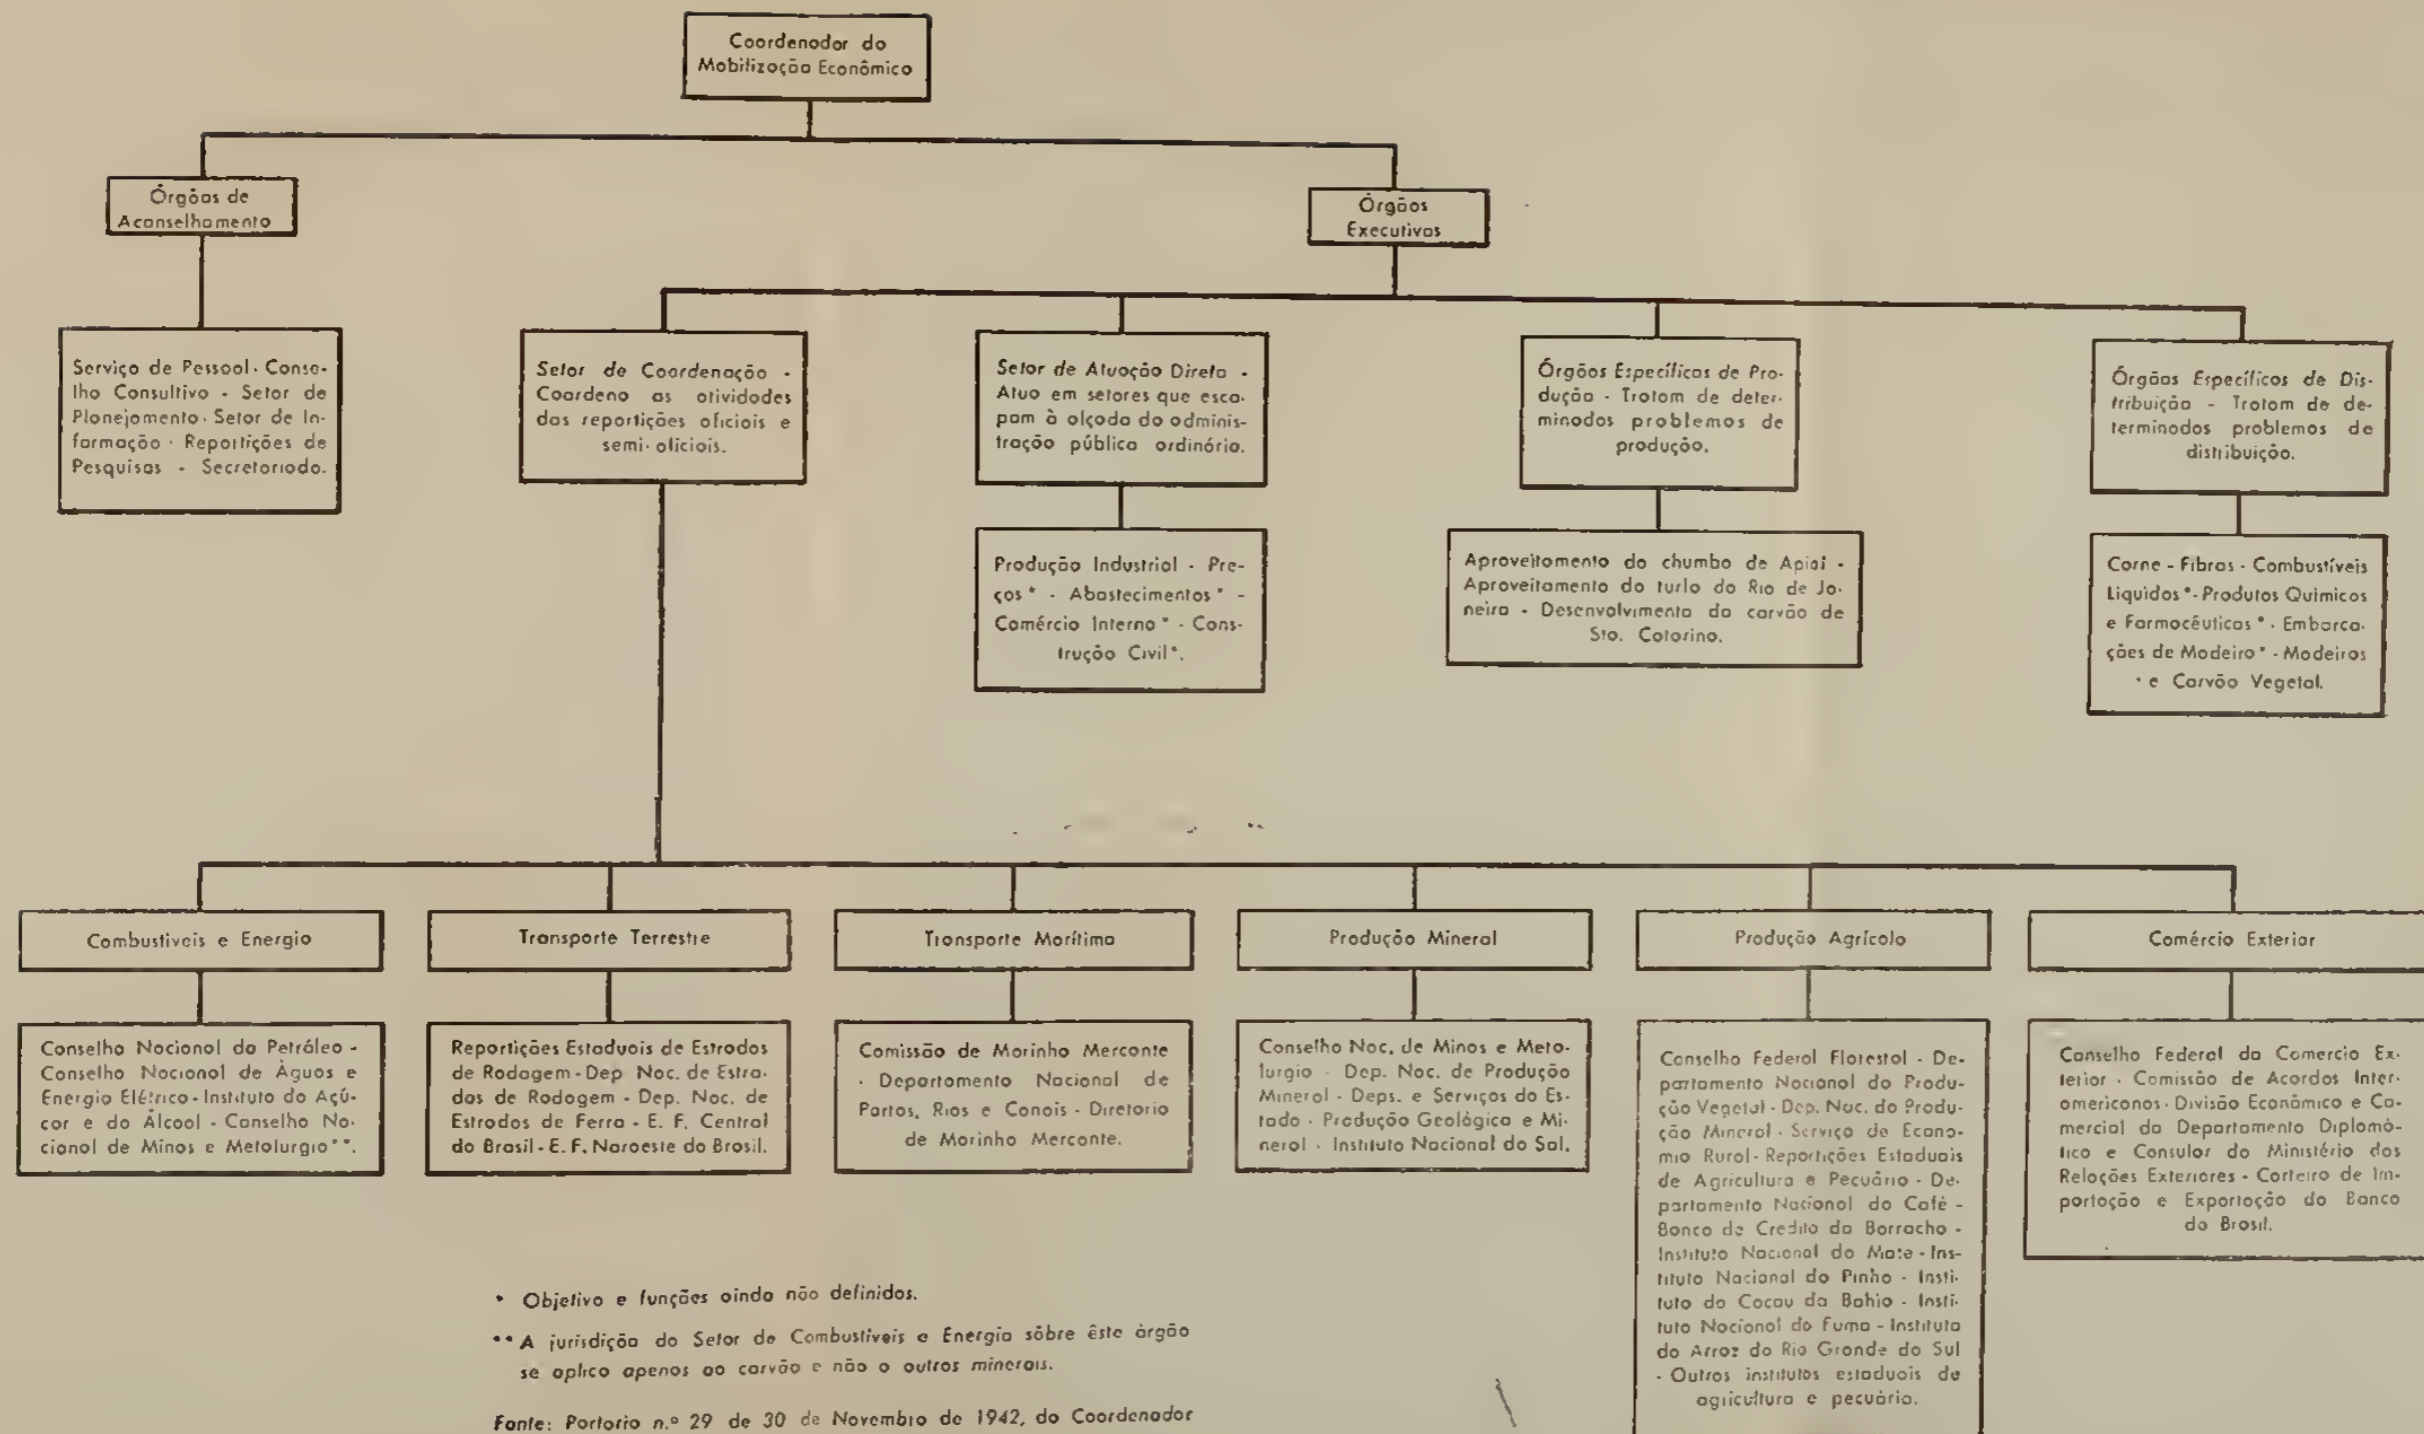 Coordenador da
Mobilização Econômica
Órgãos de
Aconselhamento
Órgãos
Executivos
Serviço de Pessoal - Conse-
lho Consultivo - Setor de
Planejamento - Setor de In-
formação - Repartições de
Pesquisas - Secretariado.
Setor de Coordenação -
Coordena as atividades
das repartições oficiais e
semi-oficiais.
Setor de Atuação Direta -
Atua em setores que esca-
pam à alçada da adminis-
tração pública ordinária.
Órgãos Específicos de Pro-
dução - Tratam de deter-
minados problemas de
produção.
Órgãos Específicos de Dis-
tribuição - Tratam de de-
terminados problemas de
distribuição.
Produção Industrial - Pre-
ços* - Abastecimentos* -
Comércio Interno* - Cons-
trução Civil*.
Aproveitamento do chumbo de Apiaí -
Aproveitamento da turfa do Rio de Ja-
neiro - Desenvolvimento do carvão de
Sta. Catarina.
Carne - Fibras - Combustíveis
Líquidos* - Produtos Químicos
e Farmacêuticos* - Embarca-
ções de Madeira* - Madeiras
* e Carvão Vegetal.
Combustíveis e Energia
Transporte Terrestre
Transporte Marítimo
Produção Mineral
Produção Agrícola
Comércio Exterior
Conselho Nacional do Petróleo -
Conselho Nacional de Águas e
Energia Elétrica - Instituto do Açú-
car e do Álcool - Conselho Na-
cional de Minas e Metalurgia**.
Repartições Estaduais de Estradas
de Rodagem - Dep Nac. de Estra-
das de Rodagem - Dep. Nac. de
Estradas de Ferro - E. F. Central
do Brasil - E. F. Noroeste do Brasil.
Comissão de Marinha Mercante
- Departamento Nacional de
Portos, Rios e Canais - Diretoria
de Marinha Mercante.
Conselho Nac. de Minas e Meta-
lurgia - Dep. Nac. de Produção
Mineral - Deps. e Serviços do Es-
tado - Produção Geológica e Mi-
neral - Instituto Nacional do Sal.
Conselho Federal Florestal - De-
partamento Nacional da Produ-
ção Vegetal - Dep. Nac. da Produ-
ção Mineral - Serviço de Econo-
mia Rural - Repartições Estaduais
de Agricultura e Pecuária - De-
partamento Nacional do Café -
Banco de Credito da Borracha -
Instituto Nacional do Mate - Ins-
tituto Nacional do Pinho - Insti-
tuto do Cacau da Bahia - Insti-
tuto Nacional do Fumo - Instituto
do Arroz do Rio Grande do Sul
- Outros institutos estaduais de
agricultura e pecuária.
Conselho Federal do Comercio Ex-
terior - Comissão de Acordos Inter-
americanos - Divisão Econômica e Co-
mercial do Departamento Diplomá-
tico e Consular do Ministério das
Relações Exteriores - Carteira de Im-
portação e Exportação do Banco
do Brasil.
* Objetivo e funções ainda não definidos.
** A jurisdição do Setor de Combustíveis e Energia sôbre êste órgão
se aplica apenas ao carvão e não a outros minerais.
Fonte: Portaria n.º 29 de 30 de Novembro de 1942, do Coordenador